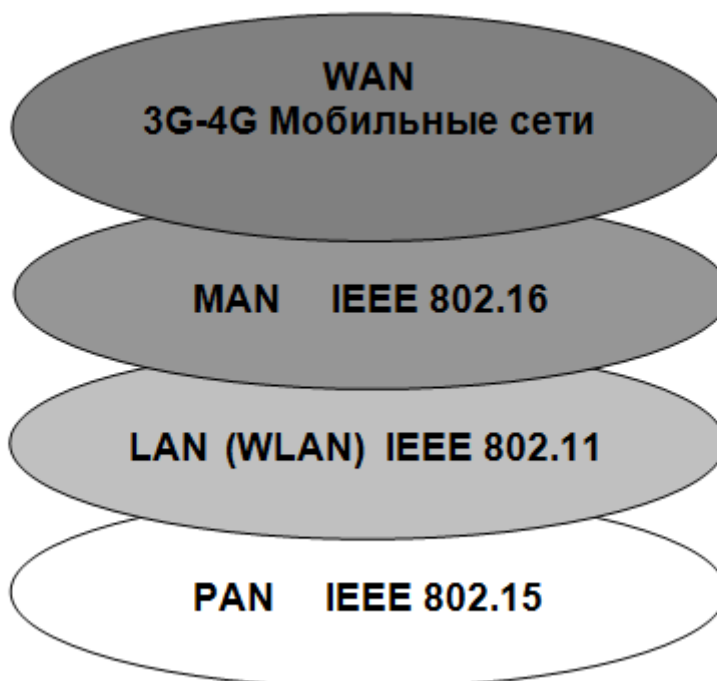 WAN
3G-4G Мобильные сети
MAN IEEE 802.16
LAN (WLAN) IEEE 802.11
PAN IEEE 802.15